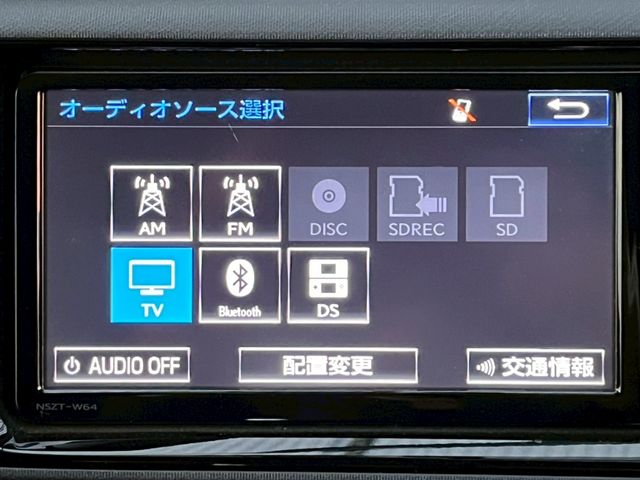 オーディオソース選択
AM
FM
DISC
SDREC
SD
TV
Bluetooth
DS
AUDIO OFF
配置変更
交通情報
NSZT-W64